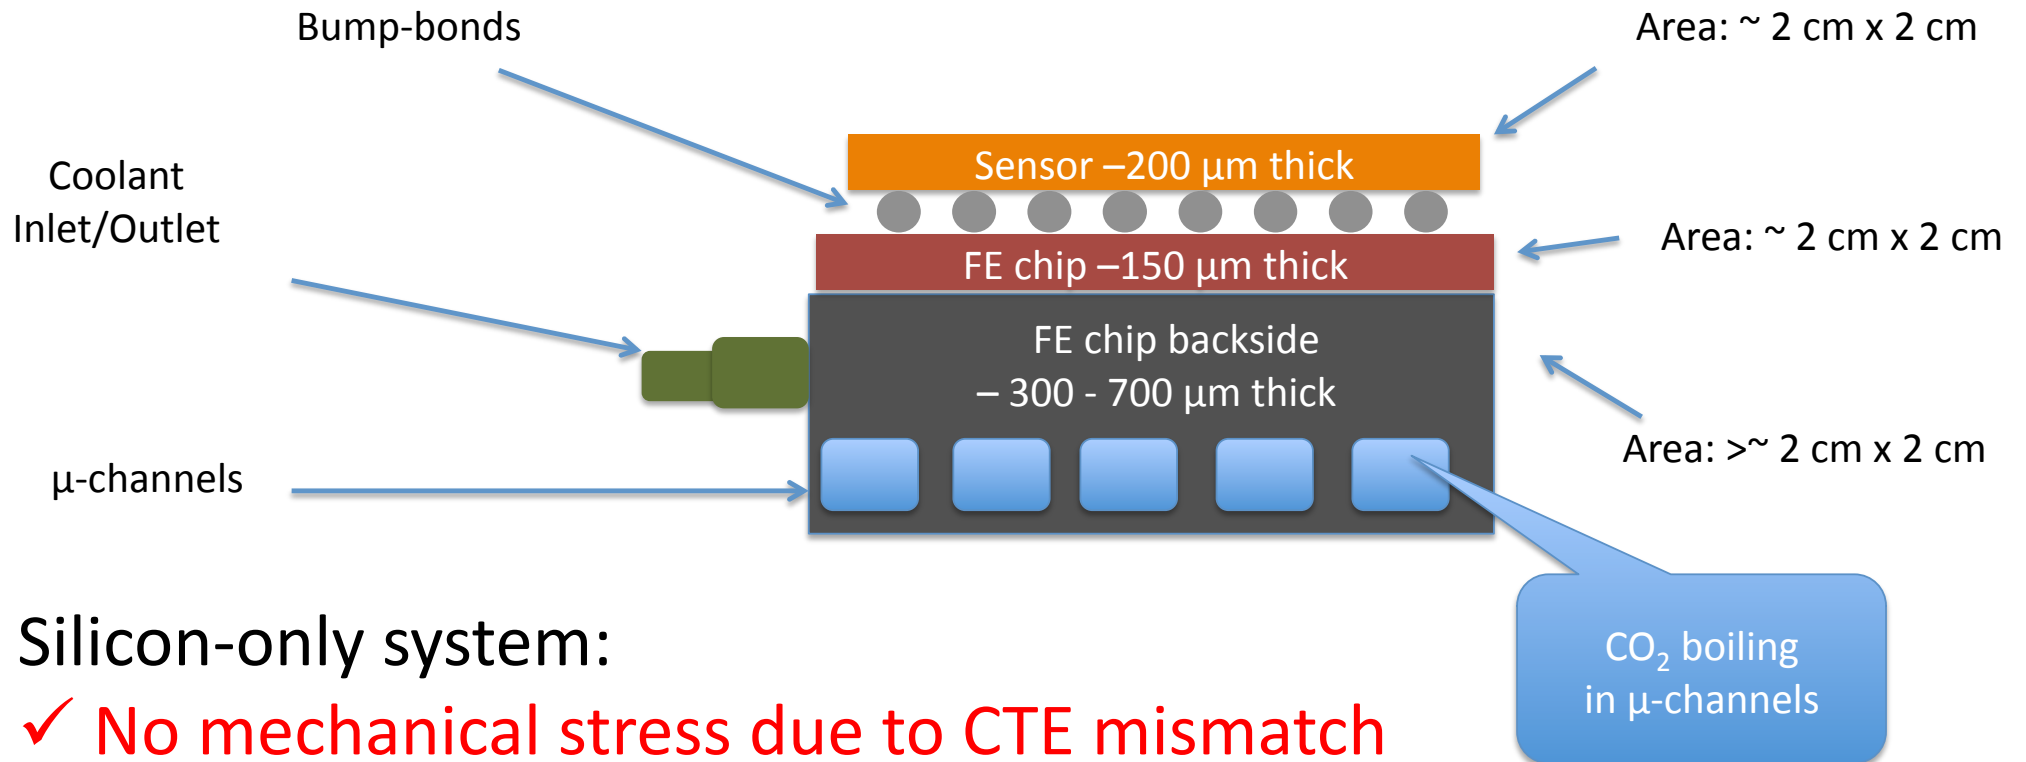 Bump-bonds
Area: ~ 2 cm x 2 cm
Sensor –200 µm thick
Coolant
Inlet/Outlet
Area: ~ 2 cm x 2 cm
FE chip –150 µm thick
FE chip backside
– 300 - 700 µm thick
Area: >~ 2 cm x 2 cm
µ-channels
CO₂ boiling
in µ-channels
Silicon-only system:
✓ No mechanical stress due to CTE mismatch